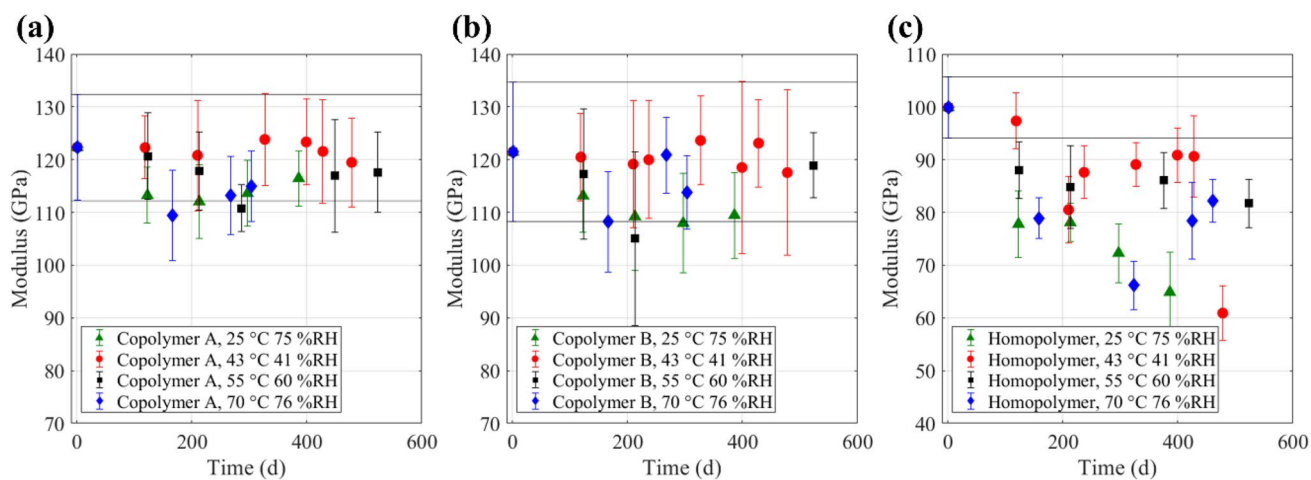 (a)
Modulus (GPa)
140
130
120
110
100
90
80
70
Copolymer A, 25 °C 75 %RH
Copolymer A, 43 °C 41 %RH
Copolymer A, 55 °C 60 %RH
Copolymer A, 70 °C 76 %RH
0 200 400 600
Time (d)
(b)
Modulus (GPa)
140
130
120
110
100
90
80
70
Copolymer B, 25 °C 75 %RH
Copolymer B, 43 °C 41 %RH
Copolymer B, 55 °C 60 %RH
Copolymer B, 70 °C 76 %RH
0 200 400 600
Time (d)
(c)
Modulus (GPa)
110
100
90
80
70
60
50
40
Homopolymer, 25 °C 75 %RH
Homopolymer, 43 °C 41 %RH
Homopolymer, 55 °C 60 %RH
Homopolymer, 70 °C 76 %RH
0 200 400 600
Time (d)